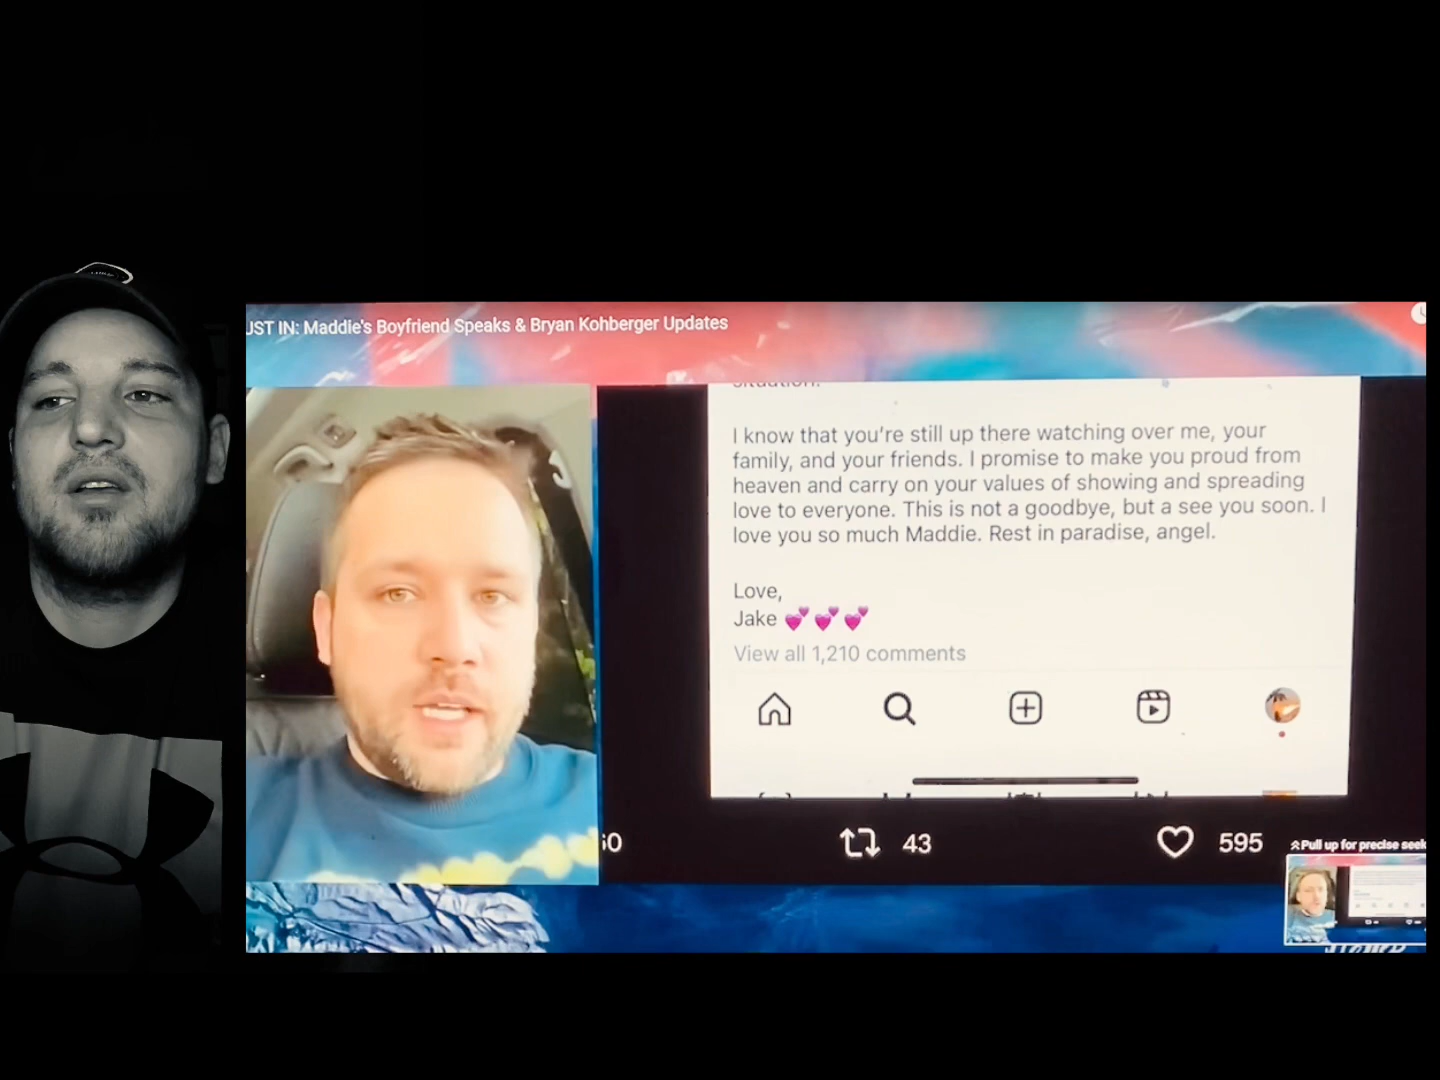 UST IN: Maddie's Boyfriend Speaks & Bryan Kohberger Updates
situation.
I know that you're still up there watching over me, your
family, and your friends. I promise to make you proud from
heaven and carry on your values of showing and spreading
love to everyone. This is not a goodbye, but a see you soon. I
love you so much Maddie. Rest in paradise, angel.
Love,
Jake 💕 💕 💕
View all 1,210 comments
43
595
Pull up for precise seek